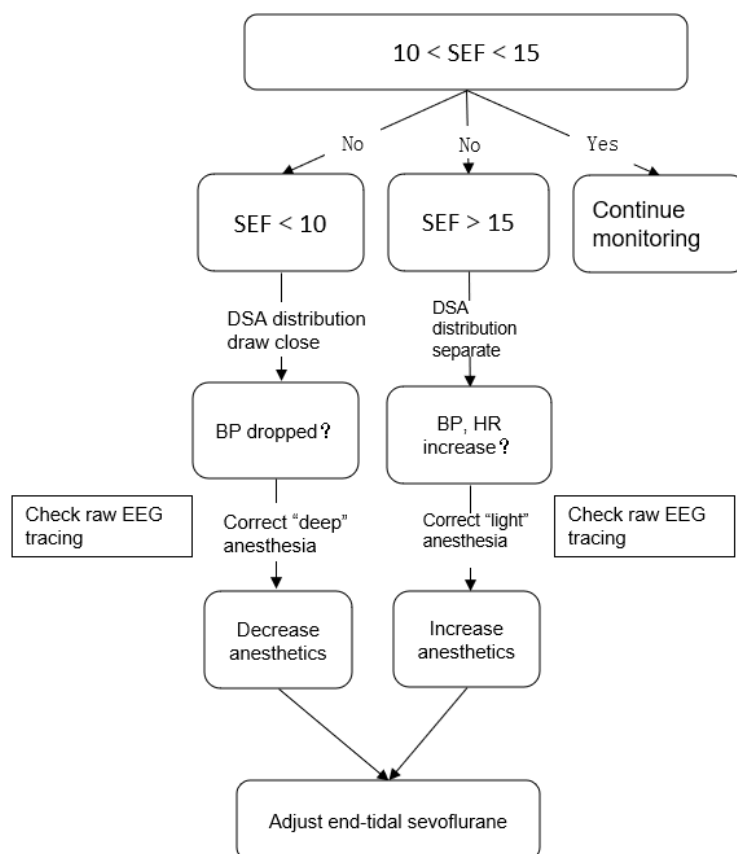 10 < SEF < 15
No
No
Yes
SEF < 10
SEF > 15
Continue
monitoring
DSA distribution
draw close
DSA
distribution
separate
BP dropped？
BP, HR
increase？
Check raw EEG
tracing
Correct “deep”
anesthesia
Correct “light”
anesthesia
Check raw EEG
tracing
Decrease
anesthetics
Increase
anesthetics
Adjust end-tidal sevoflurane